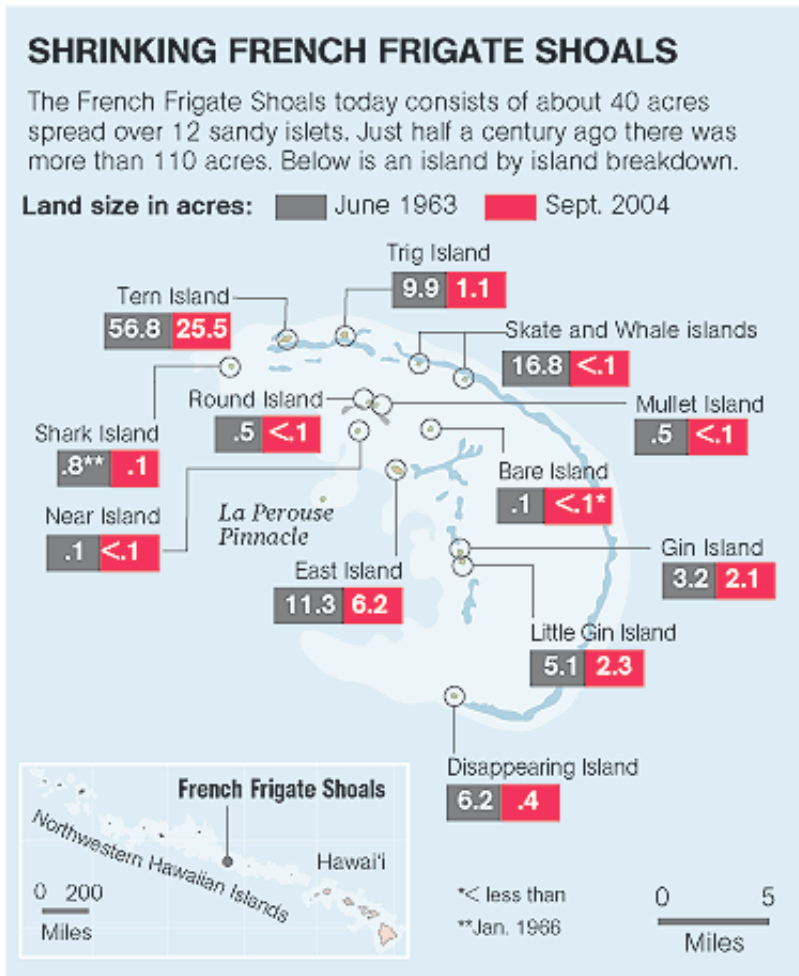 SHRINKING FRENCH FRIGATE SHOALS
The French Frigate Shoals today consists of about 40 acres
spread over 12 sandy islets. Just half a century ago there was
more than 110 acres. Below is an island by island breakdown.
Land size in acres: June 1963 Sept. 2004
Trig Island
9.9 1.1
Tern Island
56.8 25.5
Skate and Whale islands
16.8 <.1
Round Island
.5 <.1
Mullet Island
.5 <.1
Shark Island
.8** .1
Bare Island
.1 <.1*
Near Island
.1 <.1
La Perouse
Pinnacle
East Island
11.3 6.2
Gin Island
3.2 2.1
Little Gin Island
5.1 2.3
Disappearing Island
6.2 .4
French Frigate Shoals
Northwestern Hawaiian Islands
Hawai'i
0 200
Miles
*< less than
**Jan. 1966
0 5
Miles